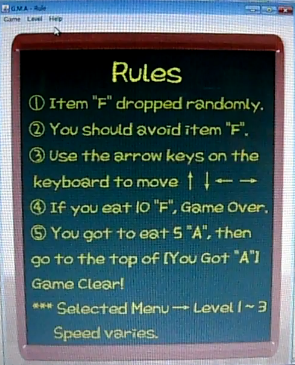 G.M.A - Rule
Game Level Help
Rules
① Item "F" dropped randomly.
② You should avoid item "F".
③ Use the arrow keys on the
keyboard to move ↑ ↓ ← →
④ If you eat 10 "F", Game Over.
⑤ You got to eat 5 "A", then
go to the top of [You Got "A"]
Game Clear!
*** Selected Menu → Level 1 ~ 3
Speed varies.